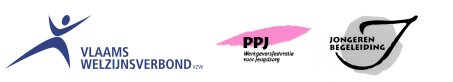 VLAAMS
WELZIJNSVERBOND VZW
PPJ
Werkgeversfederatie
voor jeugdzorg
JONGEREN
BEGELEIDING